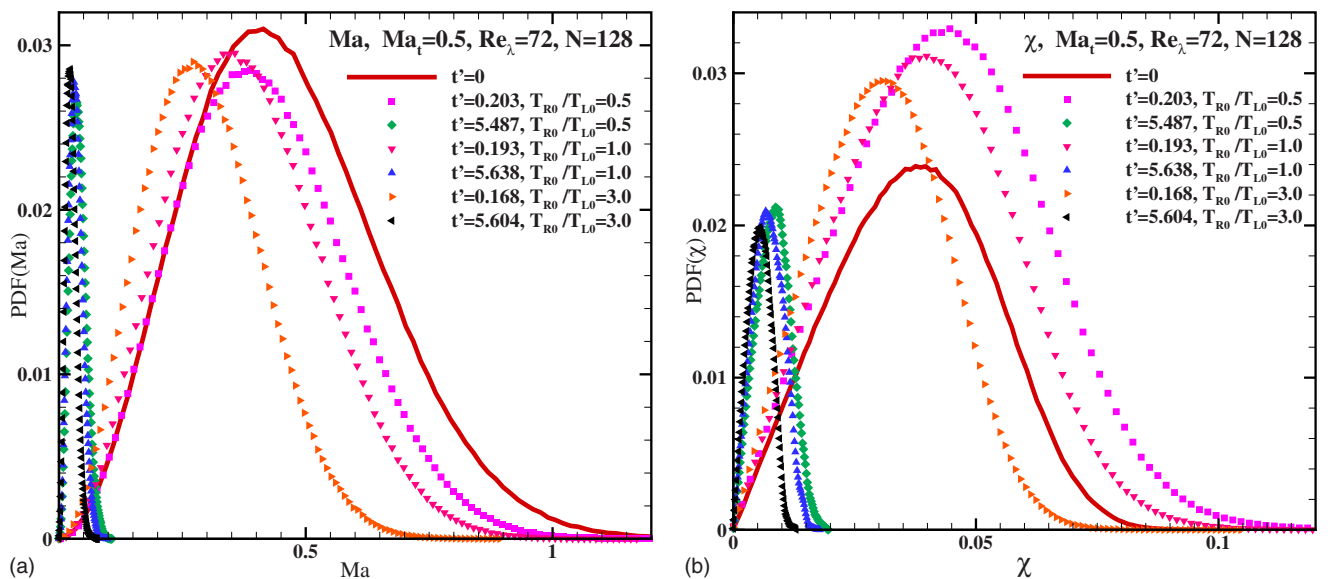 Ma, Ma_t=0.5, Re_λ=72, N=128
t'=0
t'=0.203, T_R0/T_L0=0.5
t'=5.487, T_R0/T_L0=0.5
t'=0.193, T_R0/T_L0=1.0
t'=5.638, T_R0/T_L0=1.0
t'=0.168, T_R0/T_L0=3.0
t'=5.604, T_R0/T_L0=3.0
PDF(Ma)
0.03
0.02
0.01
0
0.5
1
Ma
(a)
χ, Ma_t=0.5, Re_λ=72, N=128
t'=0
t'=0.203, T_R0/T_L0=0.5
t'=5.487, T_R0/T_L0=0.5
t'=0.193, T_R0/T_L0=1.0
t'=5.638, T_R0/T_L0=1.0
t'=0.168, T_R0/T_L0=3.0
t'=5.604, T_R0/T_L0=3.0
PDF(χ)
0.03
0.02
0.01
0
0
0.05
0.1
χ
(b)